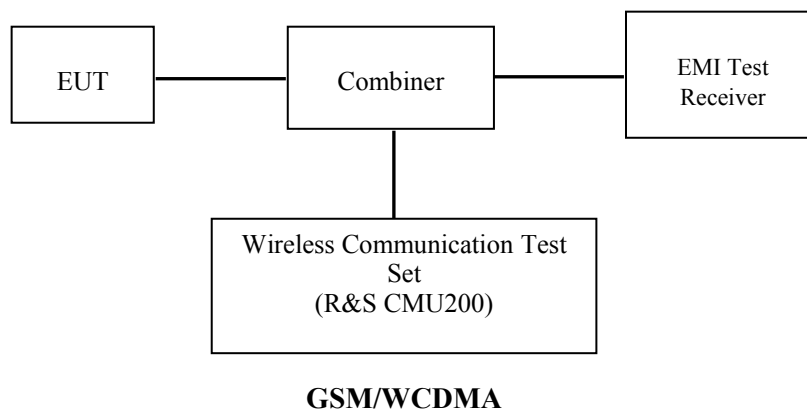 EUT
Combiner
EMI Test
Receiver
Wireless Communication Test
Set
(R&S CMU200)
GSM/WCDMA